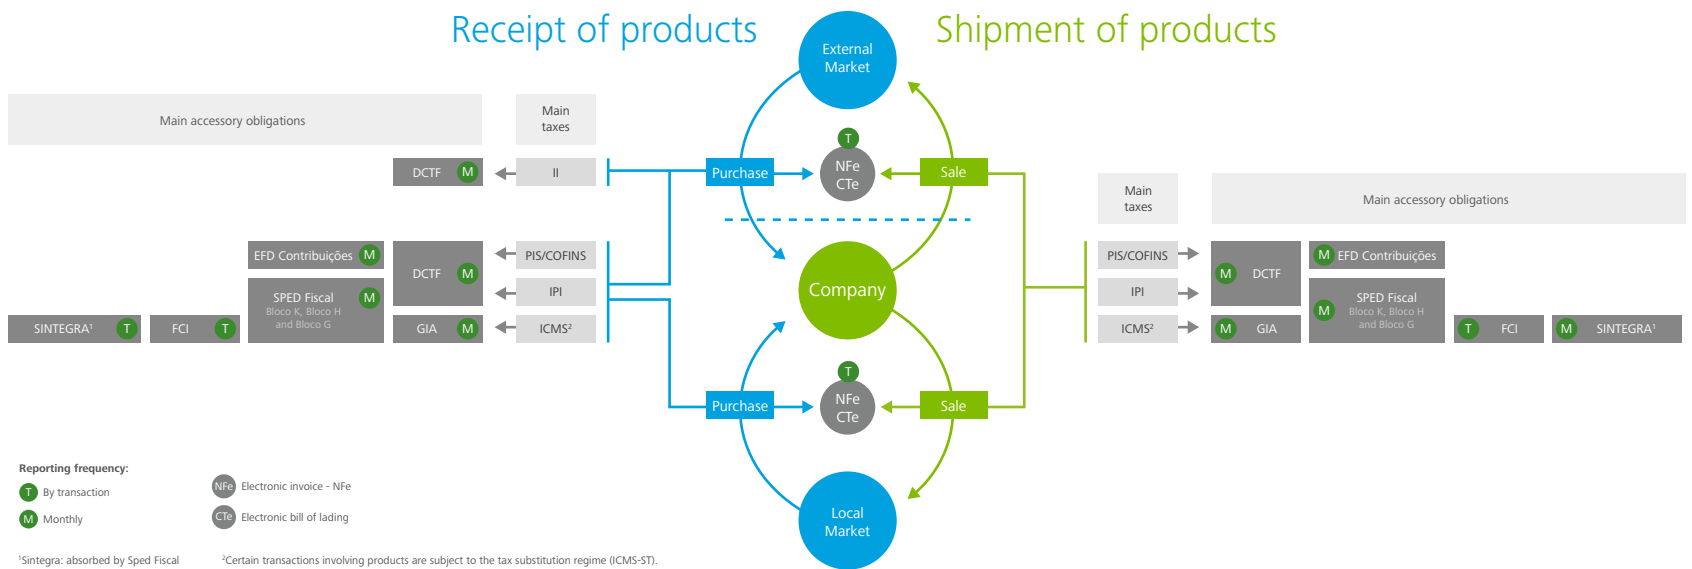 Receipt of products
Shipment of products
External
Market
Main accessory obligations
Main
taxes
T
NFe
CTe
DCTF M
II
Purchase
Sale
Main
taxes
Main accessory obligations
EFD Contribuições M
DCTF M
PIS/COFINS
IPI
SPED Fiscal M
Bloco K, Bloco H
and Bloco G
SINTEGRA¹ T
FCI T
GIA M
ICMS²
Company
PIS/COFINS
IPI
ICMS²
M DCTF
M EFD Contribuições
M SPED Fiscal
Bloco K, Bloco H
and Bloco G
M GIA
T FCI
M SINTEGRA¹
T
NFe
CTe
Purchase
Sale
Local
Market
Reporting frequency:
T By transaction
M Monthly
NFe Electronic invoice - NFe
CTe Electronic bill of lading
¹Sintegra: absorbed by Sped Fiscal
²Certain transactions involving products are subject to the tax substitution regime (ICMS-ST).